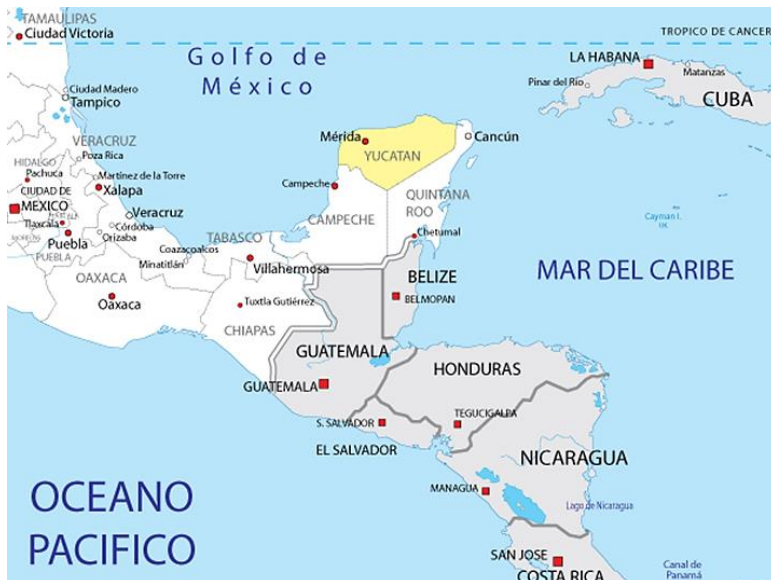 TAMAULIPAS
Ciudad Victoria
Golfo de
México
TROPICO DE CANCER
LA HABANA
Matanzas
Pinar del Río
CUBA
Ciudad Madero
Tampico
VERACRUZ
Poza Rica
HIDALGO
Pachuca
Martínez de la Torre
CIUDAD DE
MEXICO
Xalapa
Tlaxcala
Veracruz
Córdoba
Puebla
Orizaba
PUEBLA
Mérida
YUCATAN
Cancún
Campeche
CAMPECHE
QUINTANA
ROO
Chetumal
Cayman I.
UK
TABASCO
Coazacoalcos
Minatitlán
Villahermosa
OAXACA
Oaxaca
Tuxtla Gutiérrez
CHIAPAS
BELIZE
BELMOPAN
MAR DEL CARIBE
GUATEMALA
GUATEMALA
HONDURAS
TEGUCIGALPA
S. SALVADOR
EL SALVADOR
NICARAGUA
MANAGUA
Lago de Nicaragua
OCEANO
PACIFICO
SAN JOSE
COSTA RICA
Canal de
Panamá